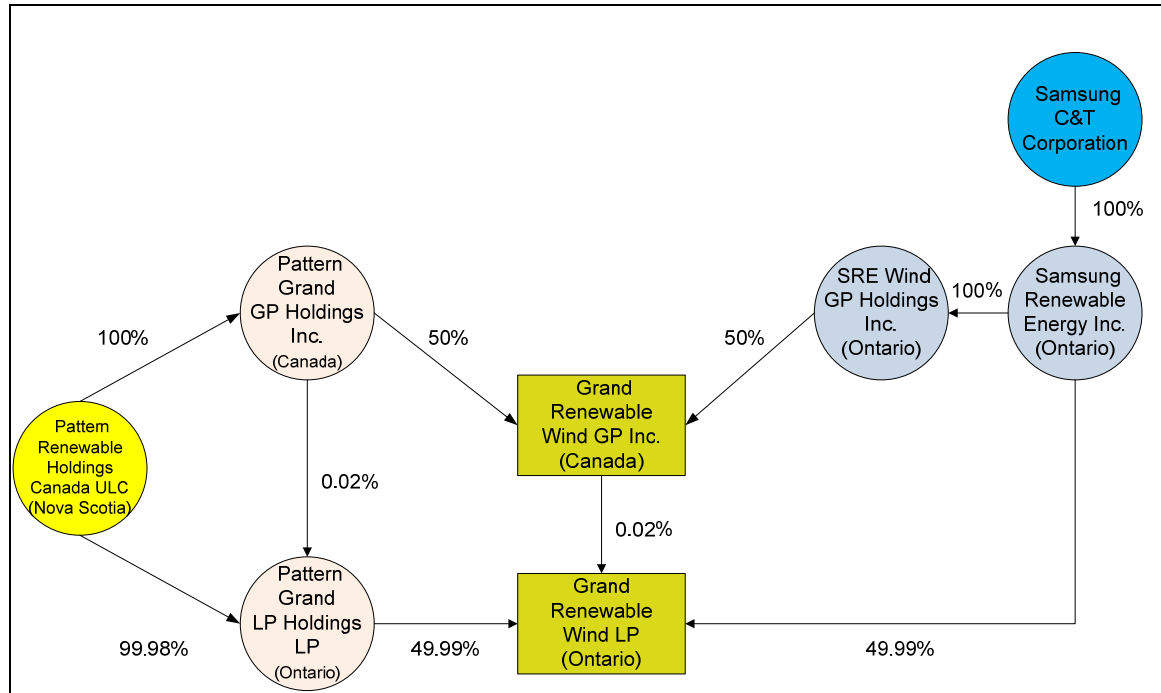 Samsung
C&T
Corporation
100%
Pattern
Grand
GP Holdings
Inc.
(Canada)
SRE Wind
GP Holdings
Inc.
(Ontario)
100%
Samsung
Renewable
Energy Inc.
(Ontario)
100%
50%
50%
Grand
Renewable
Wind GP Inc.
(Canada)
Pattern
Renewable
Holdings
Canada ULC
(Nova Scotia)
0.02%
0.02%
Pattern
Grand
LP Holdings
LP
(Ontario)
Grand
Renewable
Wind LP
(Ontario)
99.98%
49.99%
49.99%